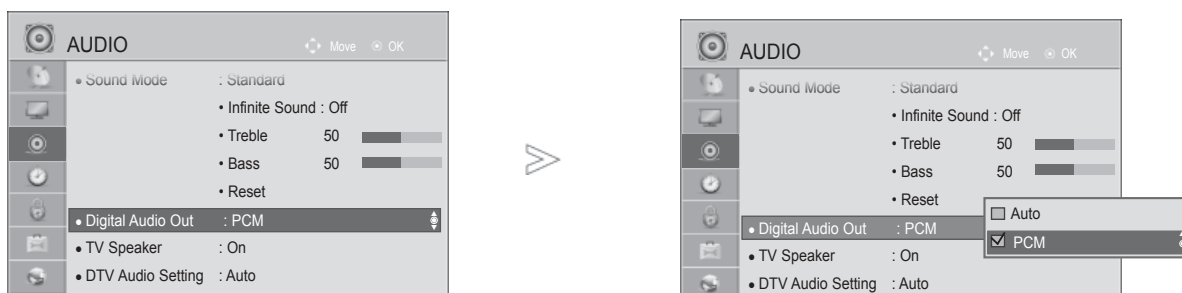 AUDIO
Move
OK
• Sound Mode : Standard
• Infinite Sound : Off
• Treble 50
• Bass 50
• Reset
• Digital Audio Out : PCM
• TV Speaker : On
• DTV Audio Setting : Auto
AUDIO
Move
OK
• Sound Mode : Standard
• Infinite Sound : Off
• Treble 50
• Bass 50
• Reset
• Digital Audio Out : PCM
• TV Speaker : On
• DTV Audio Setting : Auto
Auto
PCM